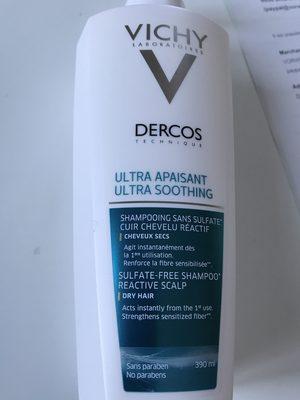 VICHY
LABORATOIRES
DERCOS
TECHNIQUE
ULTRA APAISANT
ULTRA SOOTHING
SHAMPOOING SANS SULFATE*
CUIR CHEVELU RÉACTIF
CHEVEUX SECS
Agit instantanément dès
la 1ère utilisation.
Renforce la fibre sensibilisée**.
SULFATE-FREE SHAMPOO*
REACTIVE SCALP
DRY HAIR
Acts instantly from the 1st use.
Strengthens sensitized fiber**.
Sans paraben
No parabens
390 ml